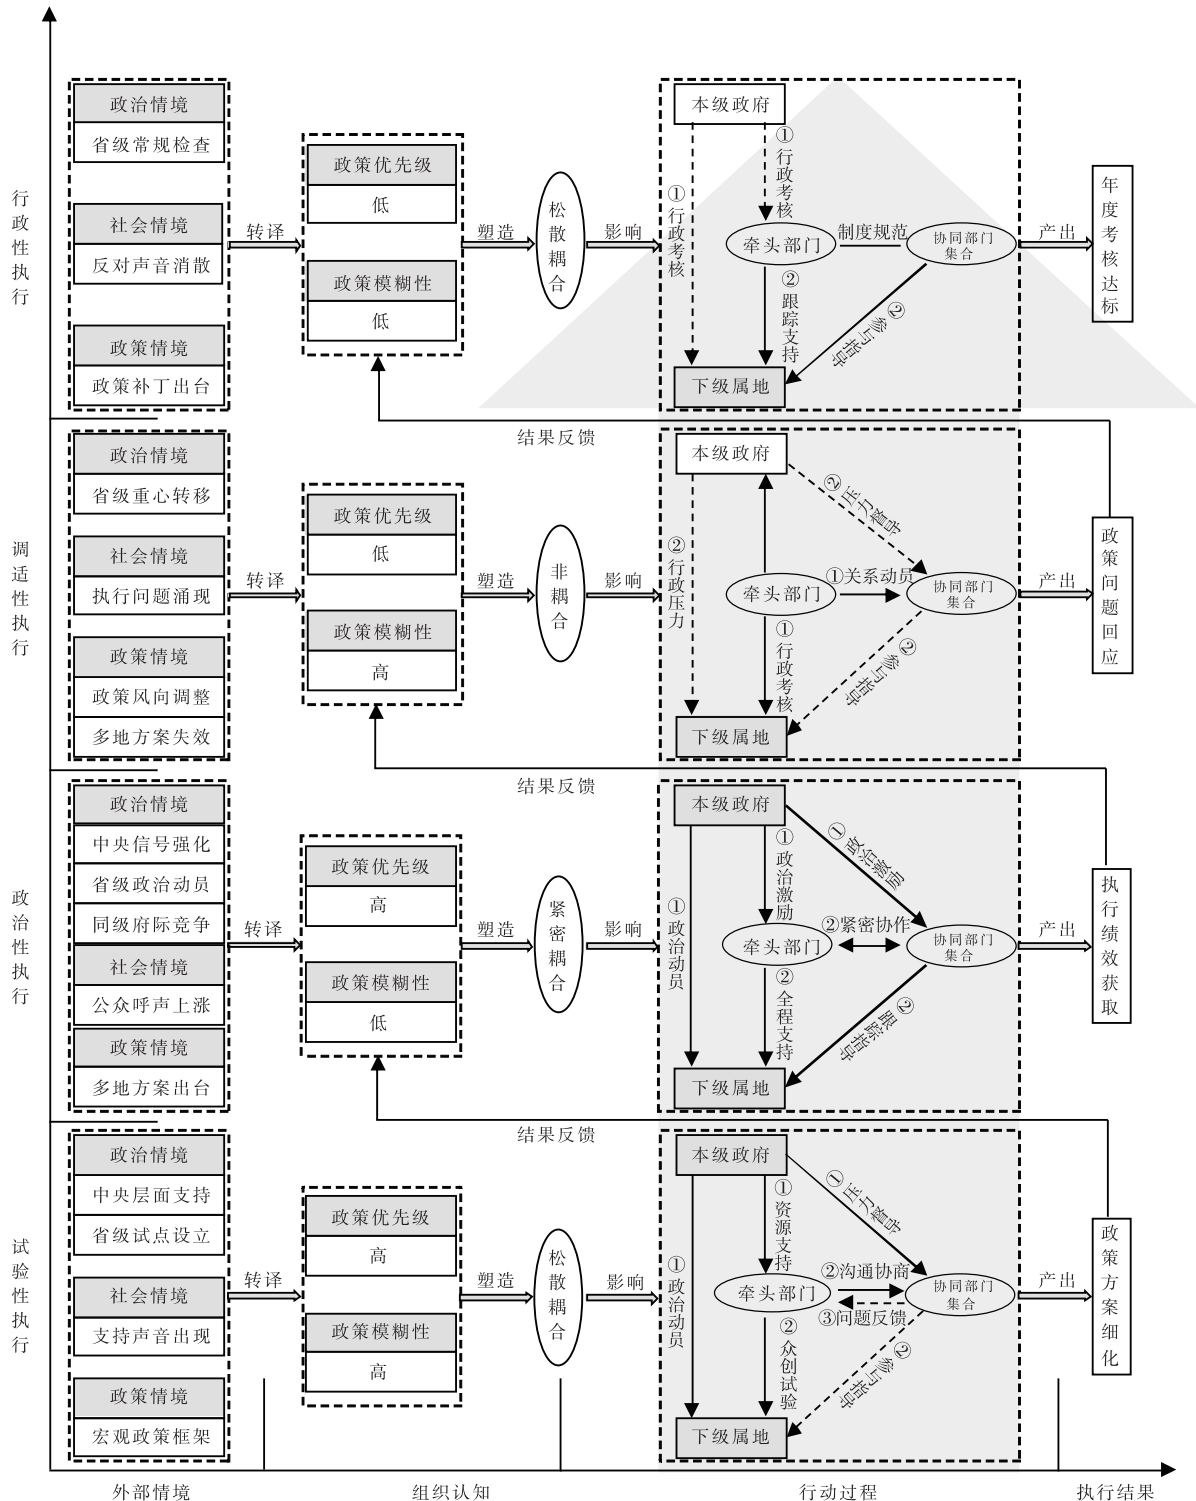 行政性执行
政治情境
省级常规检查
社会情境
反对声音消散
政策情境
政策补丁出台
转译
政策优先级
低
政策模糊性
低
塑造
松散耦合
影响
本级政府
①行政考核
①行政考核
牵头部门
制度规范
协同部门
集合
②跟踪支持
②参与指导
下级属地
产出
年度考核达标
结果反馈
调适性执行
政治情境
省级重心转移
社会情境
执行问题涌现
政策情境
政策风向调整
多地方案失效
转译
政策优先级
低
政策模糊性
高
塑造
非耦合
影响
本级政府
②行政压力
②压力督导
牵头部门
①关系动员
协同部门
集合
①行政考核
②参与指导
下级属地
产出
政策问题回应
结果反馈
政治性执行
政治情境
中央信号强化
省级政治动员
同级府际竞争
社会情境
公众呼声上涨
政策情境
多地方案出台
转译
政策优先级
高
政策模糊性
低
塑造
紧密耦合
影响
本级政府
①政治动员
①政治激励
①政治激励
牵头部门
②紧密协作
协同部门
集合
②全程支持
②跟踪指导
下级属地
产出
执行绩效获取
结果反馈
试验性执行
政治情境
中央层面支持
省级试点设立
社会情境
支持声音出现
政策情境
宏观政策框架
转译
政策优先级
高
政策模糊性
高
塑造
松散耦合
影响
本级政府
①政治动员
①资源支持
①压力督导
牵头部门
②沟通协商
③问题反馈
协同部门
集合
②众创试验
②参与指导
下级属地
产出
政策方案细化
外部情境
组织认知
行动过程
执行结果